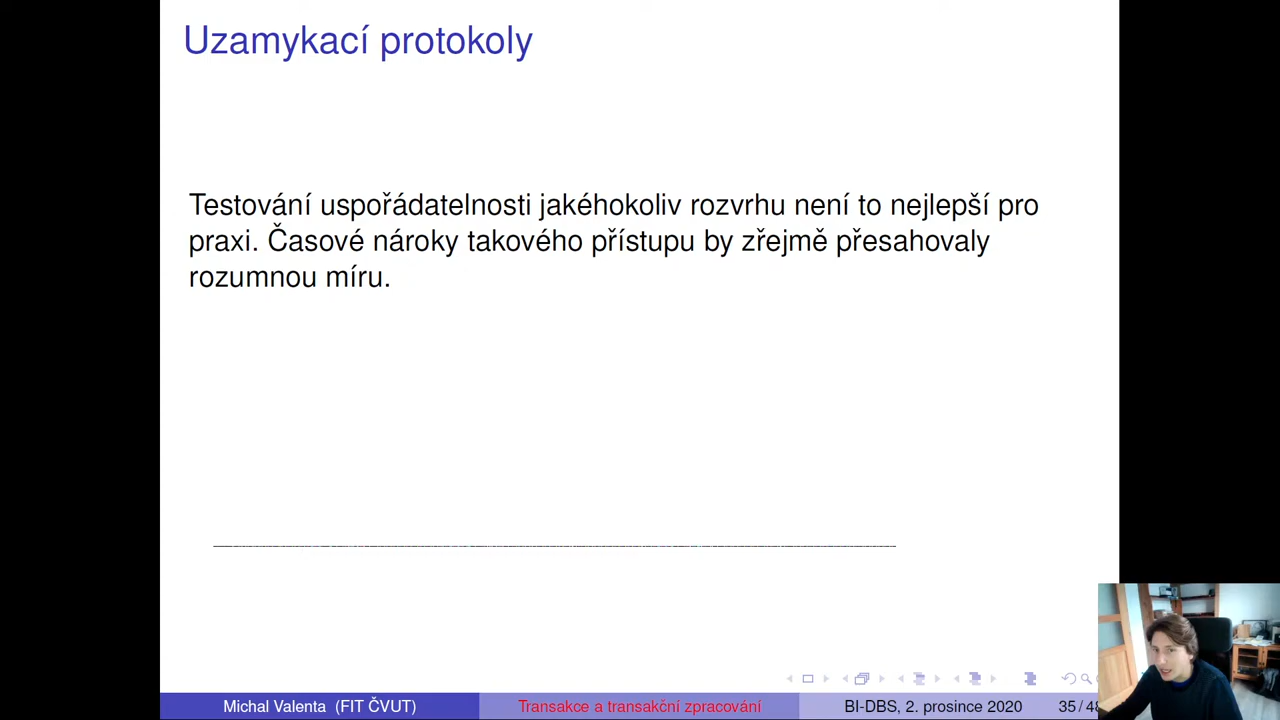 Uzamykací protokoly
Testování uspořádatelnosti jakéhokoliv rozvrhu není to nejlepší pro
praxi. Časové nároky takového přístupu by zřejmě přesahovaly
rozumnou míru.
Michal Valenta (FIT ČVUT) Transakce a transakční zpracování BI-DBS, 2. prosince 2020 35 / 48